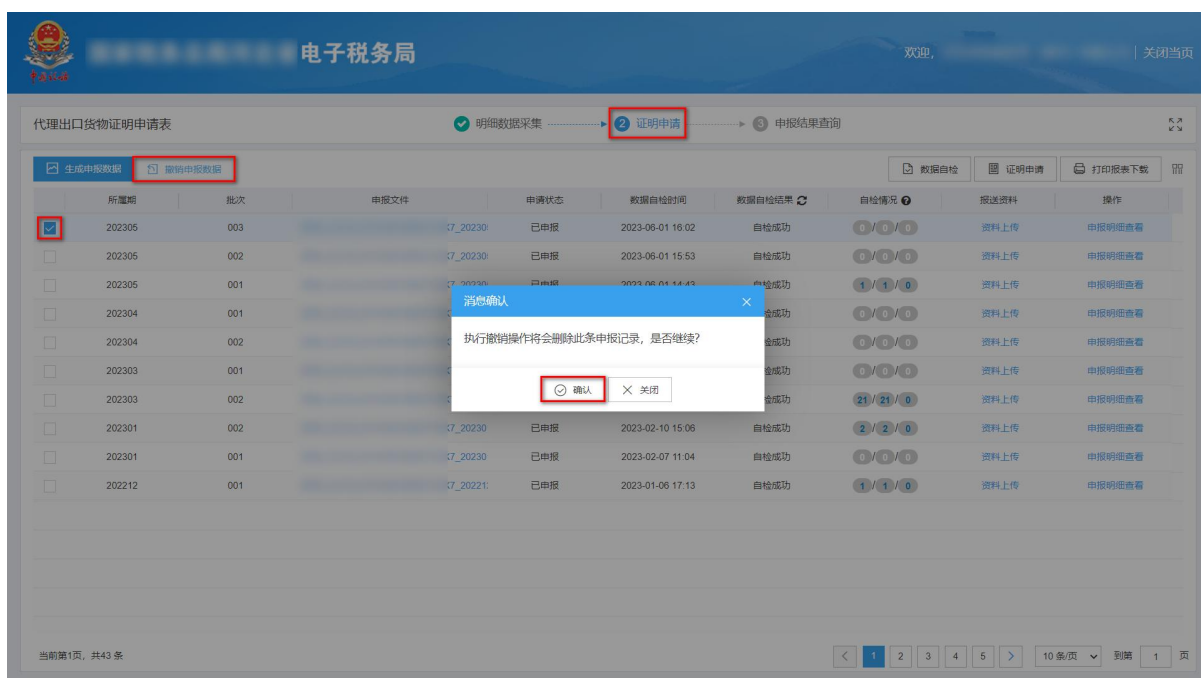 电子税务局
欢迎,
关闭当页
代理出口货物证明申请表
明细数据采集
2 证明申请
3 申报结果查询
生成申报数据 撤销申报数据 数据自检 证明申请 打印报表下载
所属期 批次 申报文件 申请状态 数据自检时间 数据自检结果 自检情况 报送资料 操作
202305 003 7_20230 已申报 2023-06-01 16:02 自检成功 0 / 0 / 0 资料上传 申报明细查看
202305 002 7_20230 已申报 2023-06-01 15:53 自检成功 0 / 0 / 0 资料上传 申报明细查看
202305 001 已申报 2023-06-01 14:43 自检成功 1 / 1 / 0 资料上传 申报明细查看
202304 001 0 / 0 / 0 资料上传 申报明细查看
202304 002 0 / 0 / 0 资料上传 申报明细查看
202303 001 0 / 0 / 0 资料上传 申报明细查看
202303 002 21 / 21 / 0 资料上传 申报明细查看
202301 002 7_20230 已申报 2023-02-10 15:06 自检成功 2 / 2 / 0 资料上传 申报明细查看
202301 001 7_20230 已申报 2023-02-07 11:04 自检成功 0 / 0 / 0 资料上传 申报明细查看
202212 001 已申报 2023-01-06 17:13 自检成功 1 / 1 / 0 资料上传 申报明细查看
消息确认
执行撤销操作将会删除此条申报记录，是否继续?
确认 关闭
当前第1页，共43 条
1 2 3 4 5 10 条/页 到第 1 页